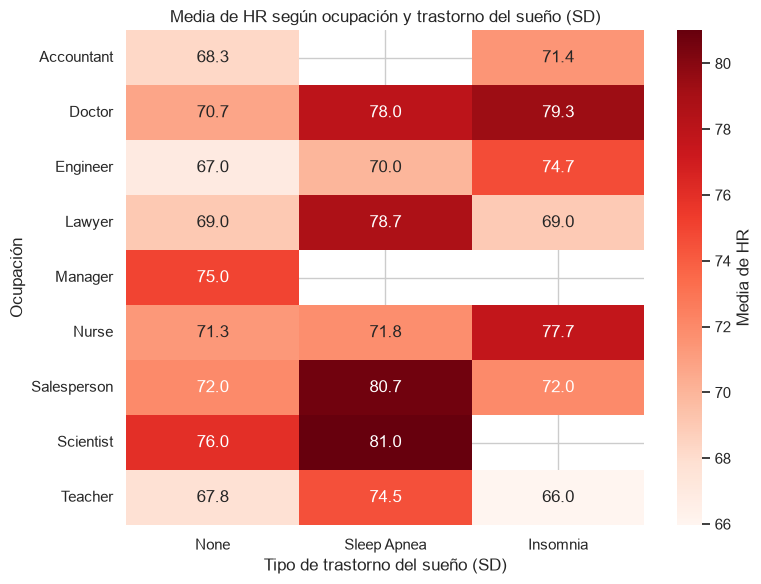 Media de HR según ocupación y trastorno del sueño (SD)
Ocupación
Accountant 68.3 71.4
Doctor 70.7 78.0 79.3
Engineer 67.0 70.0 74.7
Lawyer 69.0 78.7 69.0
Manager 75.0
Nurse 71.3 71.8 77.7
Salesperson 72.0 80.7 72.0
Scientist 76.0 81.0
Teacher 67.8 74.5 66.0
None Sleep Apnea Insomnia
Tipo de trastorno del sueño (SD)
80
78
76
74
72
70
68
66
Media de HR